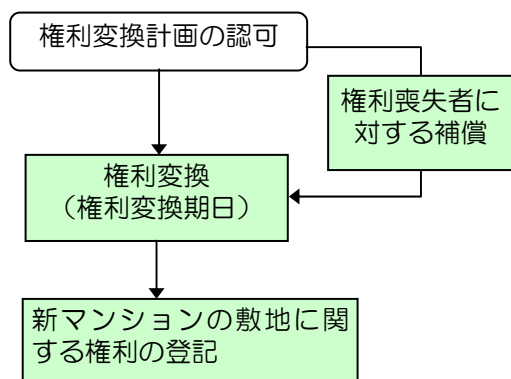 権利変換計画の認可
権利喪失者に
対する補償
権利変換
（権利変換期日）
新マンションの敷地に関
する権利の登記